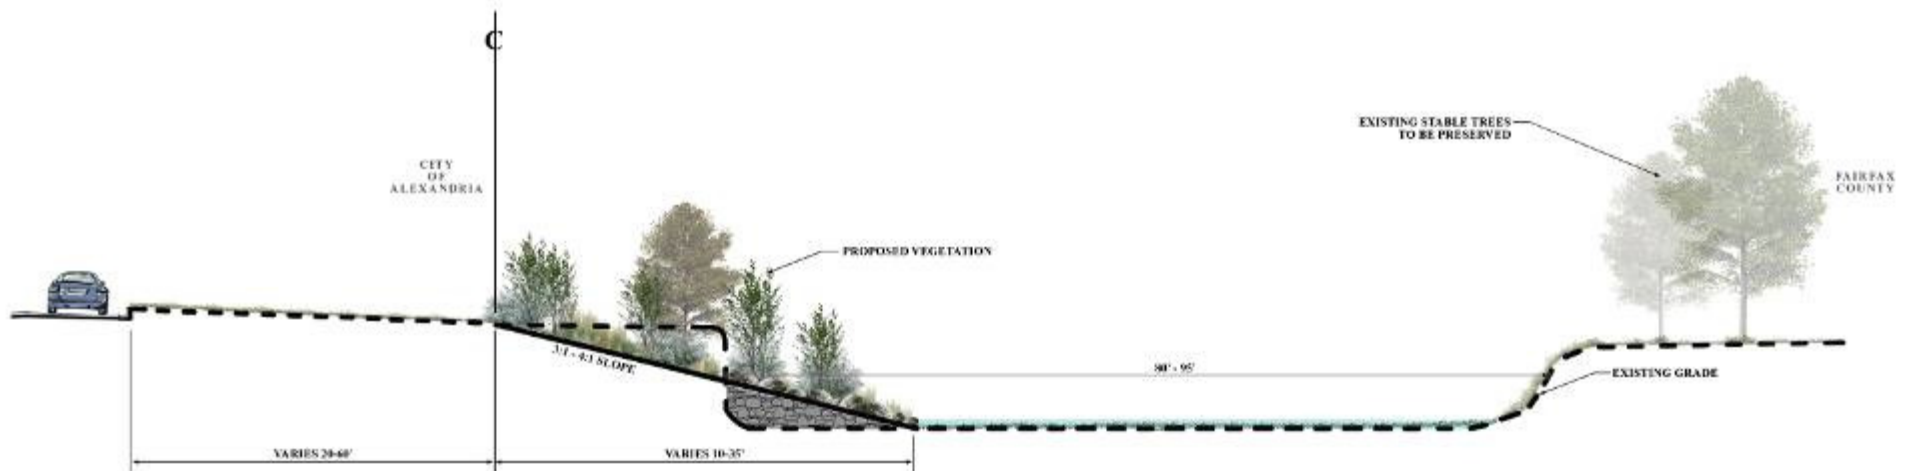 C
CITY
OF
ALEXANDRIA
EXISTING STABLE TREES
TO BE PRESERVED
FAIRFAX
COUNTY
PROPOSED VEGETATION
3:1 - 4:1 SLOPE
80' - 95'
EXISTING GRADE
VARIES 20-60'
VARIES 10-35'